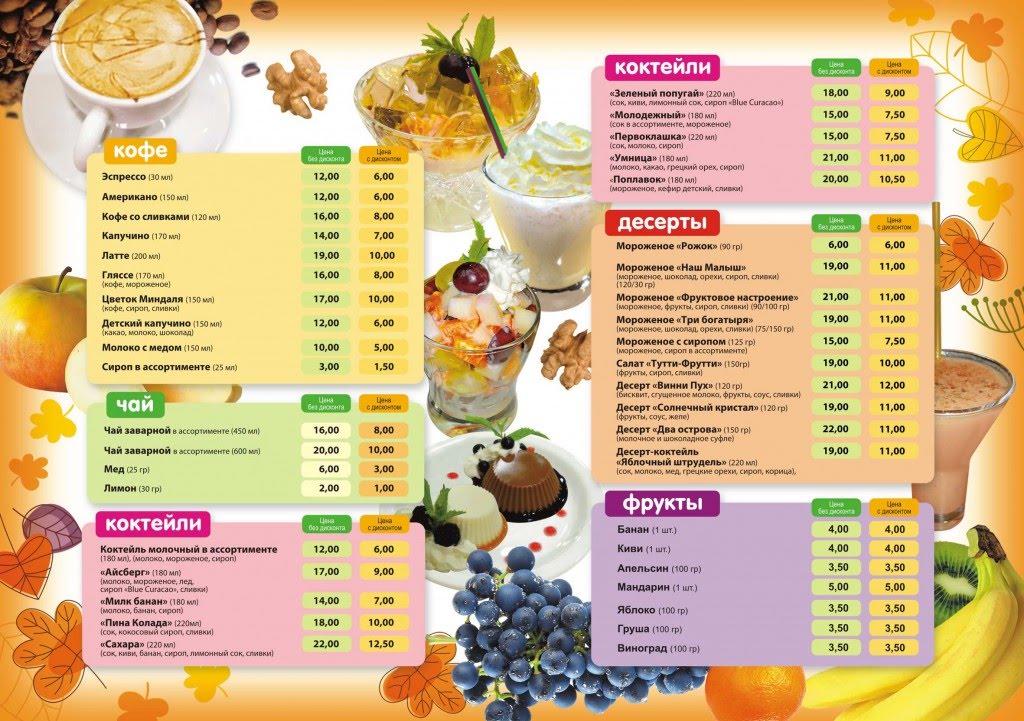 кофе
Цена без дисконта
Цена с дисконтом
Эспрессо (30 мл) 12,00 6,00
Американо (150 мл) 12,00 6,00
Кофе со сливками (120 мл) 16,00 8,00
Капучино (170 мл) 14,00 7,00
Латте (200 мл) 19,00 10,00
Гляссе (170 мл) 16,00 8,00
(кофе, мороженое)
Цветок Миндаля (150 мл) 17,00 10,00
(кофе, сироп, сливки)
Детский капучино (150 мл) 12,00 6,00
(какао, молоко, шоколад)
Молоко с медом (150 мл) 10,00 5,00
Сироп в ассортименте (25 мл) 3,00 1,50
чай
Цена без дисконта
Цена с дисконтом
Чай заварной в ассортименте (450 мл) 16,00 8,00
Чай заварной в ассортименте (600 мл) 20,00 10,00
Мед (25 гр) 6,00 3,00
Лимон (30 гр) 2,00 1,00
коктейли
Цена без дисконта
Цена с дисконтом
Коктейль молочный в ассортименте 12,00 6,00
(180 мл), (молоко, мороженое, сироп)
«Айсберг» (180 мл) 17,00 9,00
(молоко, мороженое, лед,
сироп «Blue Curacao», сливки)
«Милк банан» (180 мл) 14,00 7,00
(молоко, банан, сироп)
«Пина Колада» (220мл) 18,00 10,00
(сок, кокосовый сироп, сливки)
«Сахара» (220 мл) 22,00 12,50
(сок, киви, банан, сироп, лимонный сок, сливки)
коктейли
Цена без дисконта
Цена с дисконтом
«Зеленый попугай» (220 мл) 18,00 9,00
(сок, киви, лимонный сок, сироп «Blue Curacao»)
«Молодежный» (180 мл) 15,00 7,50
(сок в ассортименте, мороженое)
«Первоклашка» (220 мл) 15,00 7,50
(сок, молоко, сироп)
«Умница» (180 мл) 21,00 11,00
(молоко, какао, грецкий орех, сироп)
«Поплавок» (180 мл) 20,00 10,50
(мороженое, кефир детский, сливки)
десерты
Цена без дисконта
Цена с дисконтом
Мороженое «Рожок» (90 гр) 6,00 6,00
Мороженое «Наш Малыш» 19,00 11,00
(мороженое, шоколад, орехи, сироп, сливки)
(120/30 гр)
Мороженое «Фруктовое настроение» 21,00 11,00
(мороженое, фрукты, сироп, сливки) (90/100 гр)
Мороженое «Три богатыря» 19,00 11,00
(мороженое, шоколад, орехи, сливки) (75/150 гр)
Мороженое с сиропом (125 гр) 15,00 7,50
(мороженое, сироп в ассортименте)
Салат «Тутти-Фрутти» (150гр) 19,00 10,00
(фрукты, сироп, сливки)
Десерт «Винни Пух» (120 гр) 21,00 12,00
(бисквит, сгущенное молоко, фрукты, соус, сливки)
Десерт «Солнечный кристал» (120 гр) 19,00 11,00
(фрукты, соус, желе)
Десерт «Два острова» (150 гр) 22,00 11,00
(молочное и шоколадное суфле)
Десерт-коктейль 19,00 11,00
«Яблочный штрудель» (220 мл)
(сок, молоко, мед, грецкие орехи, сироп, корица),
фрукты
Цена без дисконта
Цена с дисконтом
Банан (1 шт.) 4,00 4,00
Киви (1 шт.) 4,00 4,00
Апельсин (100 гр) 3,50 3,50
Мандарин (1 шт.) 5,00 5,00
Яблоко (100 гр) 3,50 3,50
Груша (100 гр) 3,50 3,50
Виноград (100 гр) 3,50 3,50